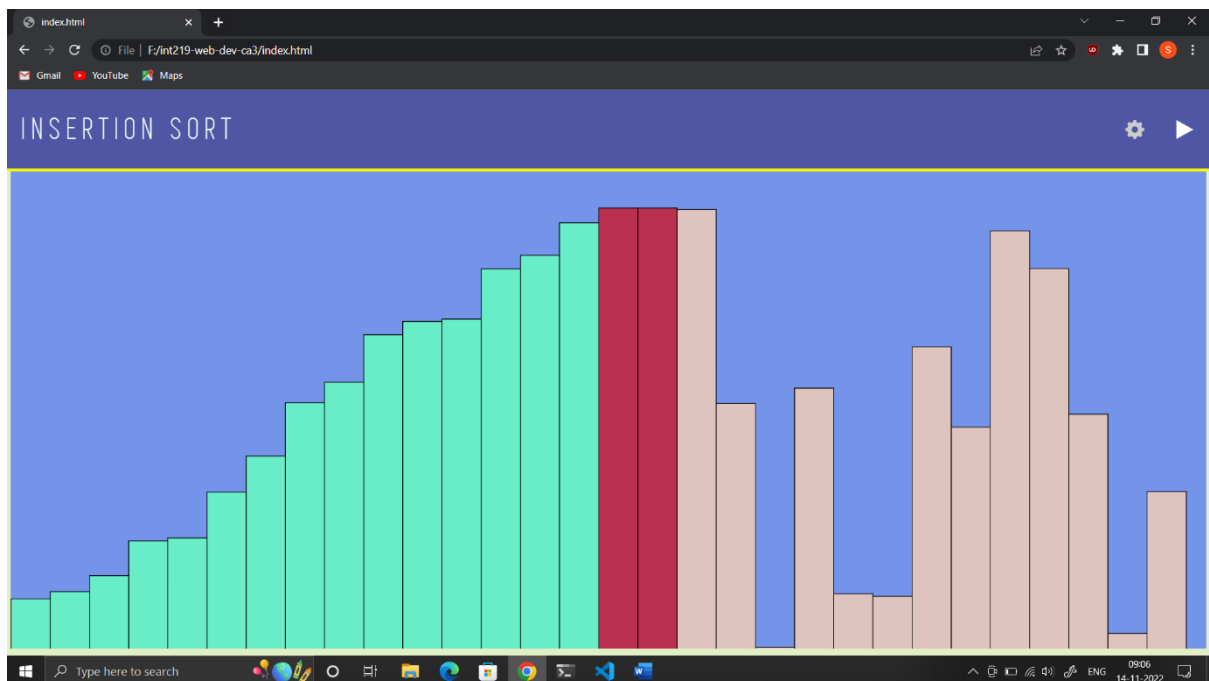 index.html
File | F:/int219-web-dev-ca3/index.html
S
Gmail YouTube Maps
INSERTION SORT
Type here to search
ENG
09:06
14-11-2022